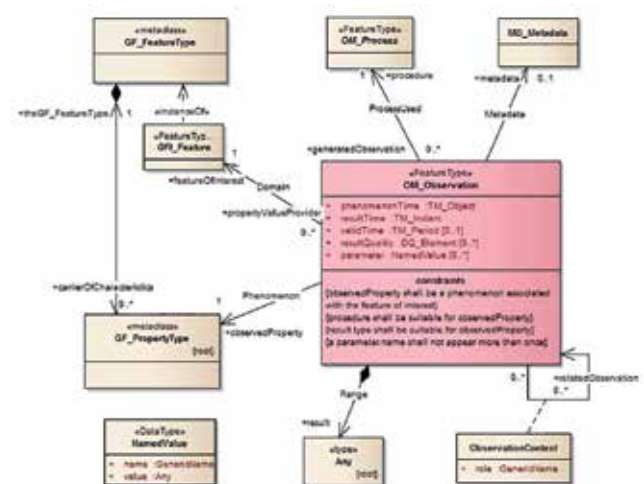 «metaclass»
GF_FeatureType
«FeatureType»
OM_Process
MD_Metadata
1
+procedure
+metadata
0..1
+theGF_FeatureType
1
«instanceOf»
ProcessUsed
Metadata
«FeatureTyp...
GFI_Feature
1
+generatedObservation
0..*
+featureOfInterest
Domain
+propertyValueProvider
0..*
«FeatureType»
OM_Observation
+ phenomenonTime :TM_Object
+ resultTime :TM_Instant
+ validTime :TM_Period [0..1]
+ resultQuality :DQ_Element [0..*]
+ parameter :NamedValue [0..*]
constraints
{observedProperty shall be a phenomenon associated
with the feature of interest}
{procedure shall be suitable for observedProperty}
{result type shall be suitable for observedProperty}
{a parameter.name shall not appear more than once}
+carrierOfCharacteristics
0..*
1
Phenomenon
+observedProperty
«metaclass»
GF_PropertyType
{root}
0..*
+relatedObservation
0..*
Range
+result
«DataType»
NamedValue
+ name :GenericName
+ value :Any
«type»
Any
{root}
ObservationContext
+ role :GenericName